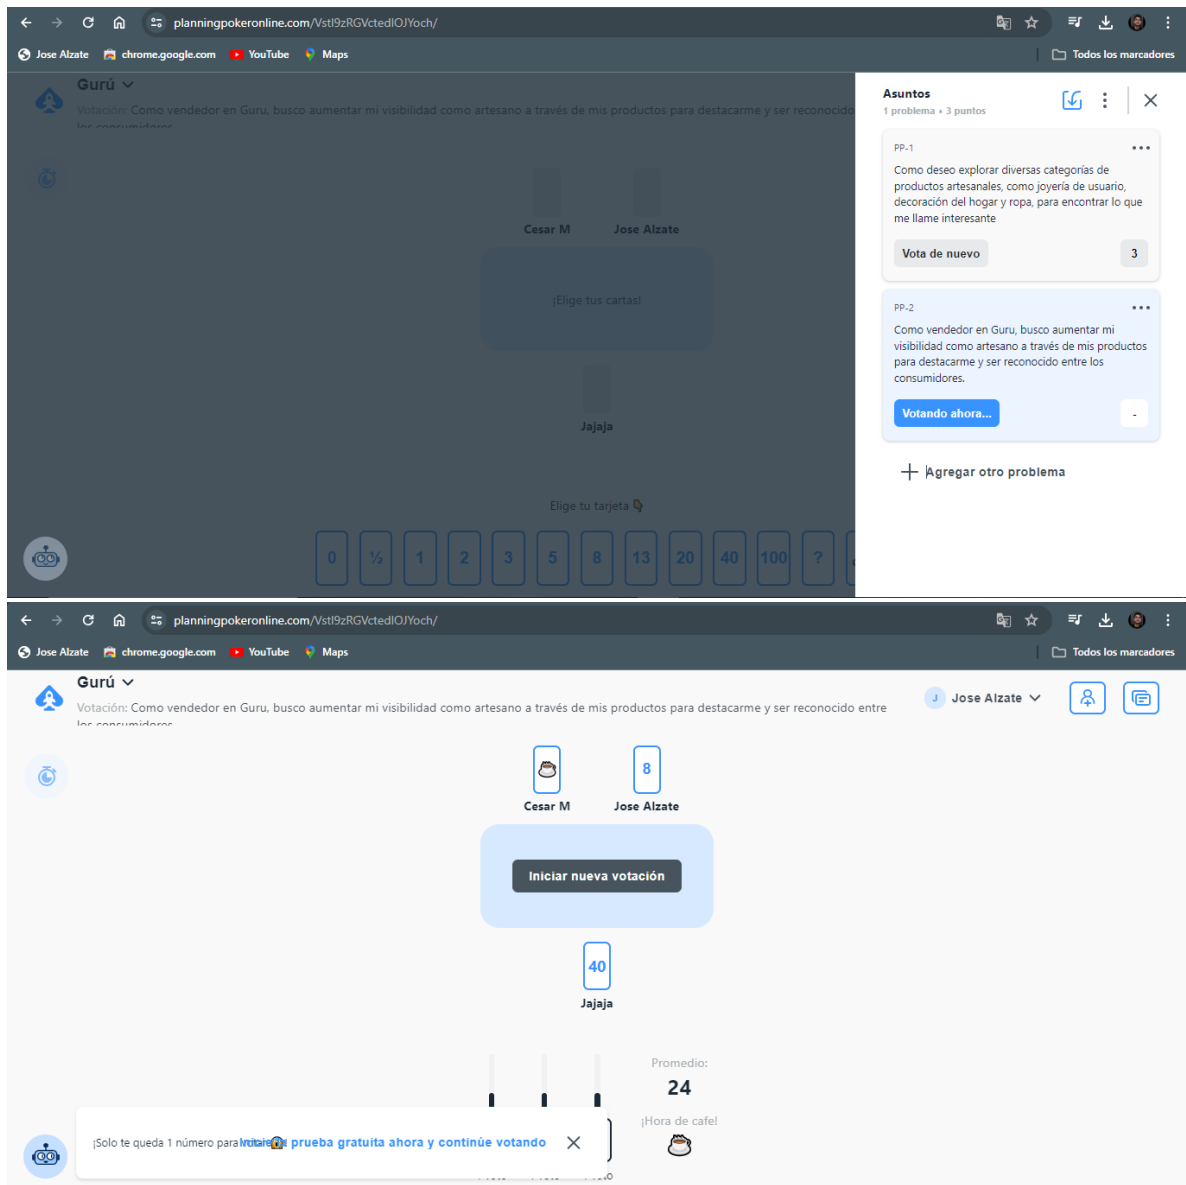 planningpokeronline.com/Vstl9zRGVctedlOJYoch/
Jose Alzate chrome.google.com YouTube Maps Todos los marcadores
Gurú
Votación: Como vendedor en Guru, busco aumentar mi visibilidad como artesano a través de mis productos para destacarme y ser reconocido
los consumidores
Cesar M Jose Alzate
¡Elige tus cartas!
Jajaja
Elige tu tarjeta
0 ½ 1 2 3 5 8 13 20 40 100 ?
Asuntos
1 problema • 3 puntos
PP-1
Como deseo explorar diversas categorías de
productos artesanales, como joyería de usuario,
decoración del hogar y ropa, para encontrar lo que
me llame interesante
Vota de nuevo 3
PP-2
Como vendedor en Guru, busco aumentar mi
visibilidad como artesano a través de mis productos
para destacarme y ser reconocido entre los
consumidores.
Votando ahora... -
Agregar otro problema
planningpokeronline.com/Vstl9zRGVctedlOJYoch/
Jose Alzate chrome.google.com YouTube Maps Todos los marcadores
Gurú
Votación: Como vendedor en Guru, busco aumentar mi visibilidad como artesano a través de mis productos para destacarme y ser reconocido entre
los consumidores
J Jose Alzate
8
Cesar M Jose Alzate
Iniciar nueva votación
40
Jajaja
Promedio:
24
¡Hora de cafe!
¡Solo te queda 1 número para prueba gratuita ahora y continúe votando